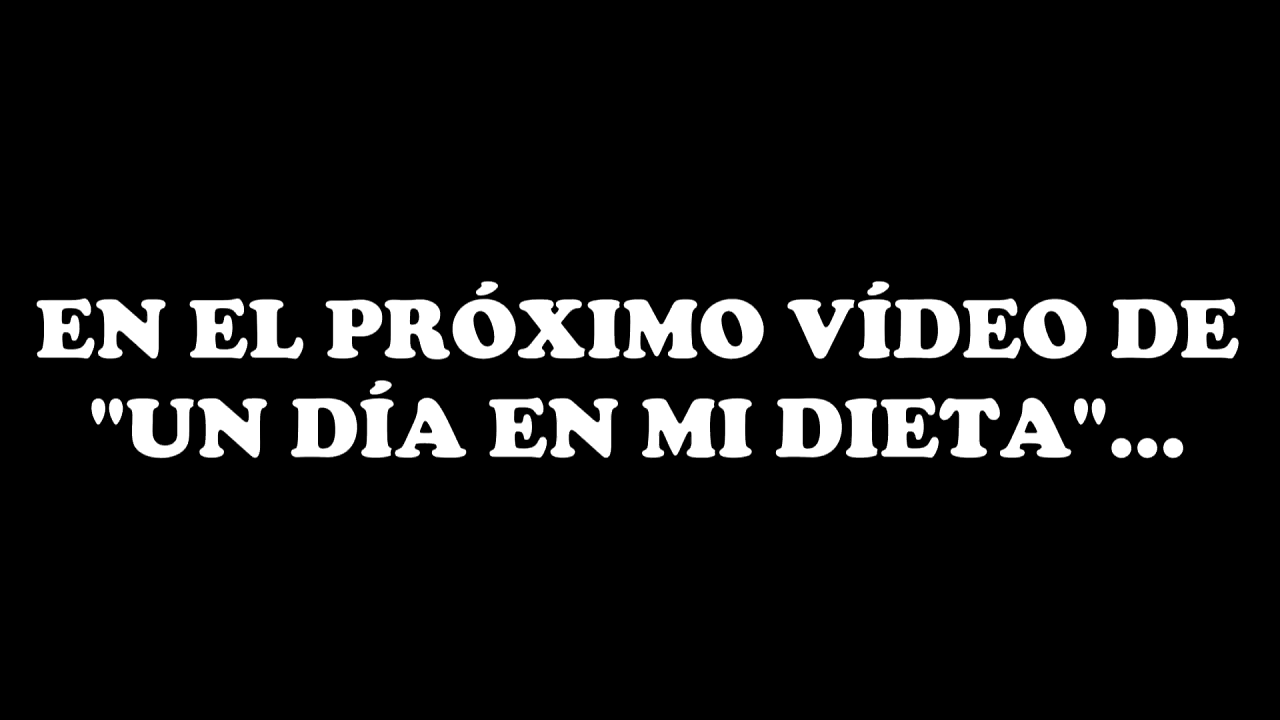 EN EL PRÓXIMO VÍDEO DE
"UN DÍA EN MI DIETA"...